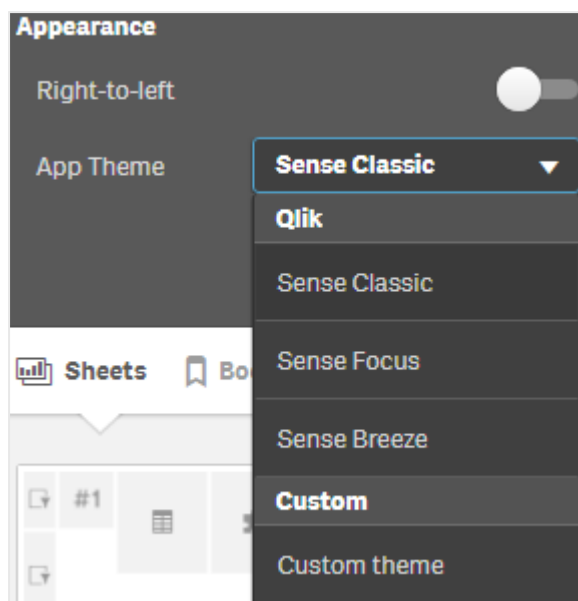 Appearance
Right-to-left
App Theme
Sense Classic
Qlik
Sense Classic
Sense Focus
Sense Breeze
Custom
Custom theme
Sheets
#1